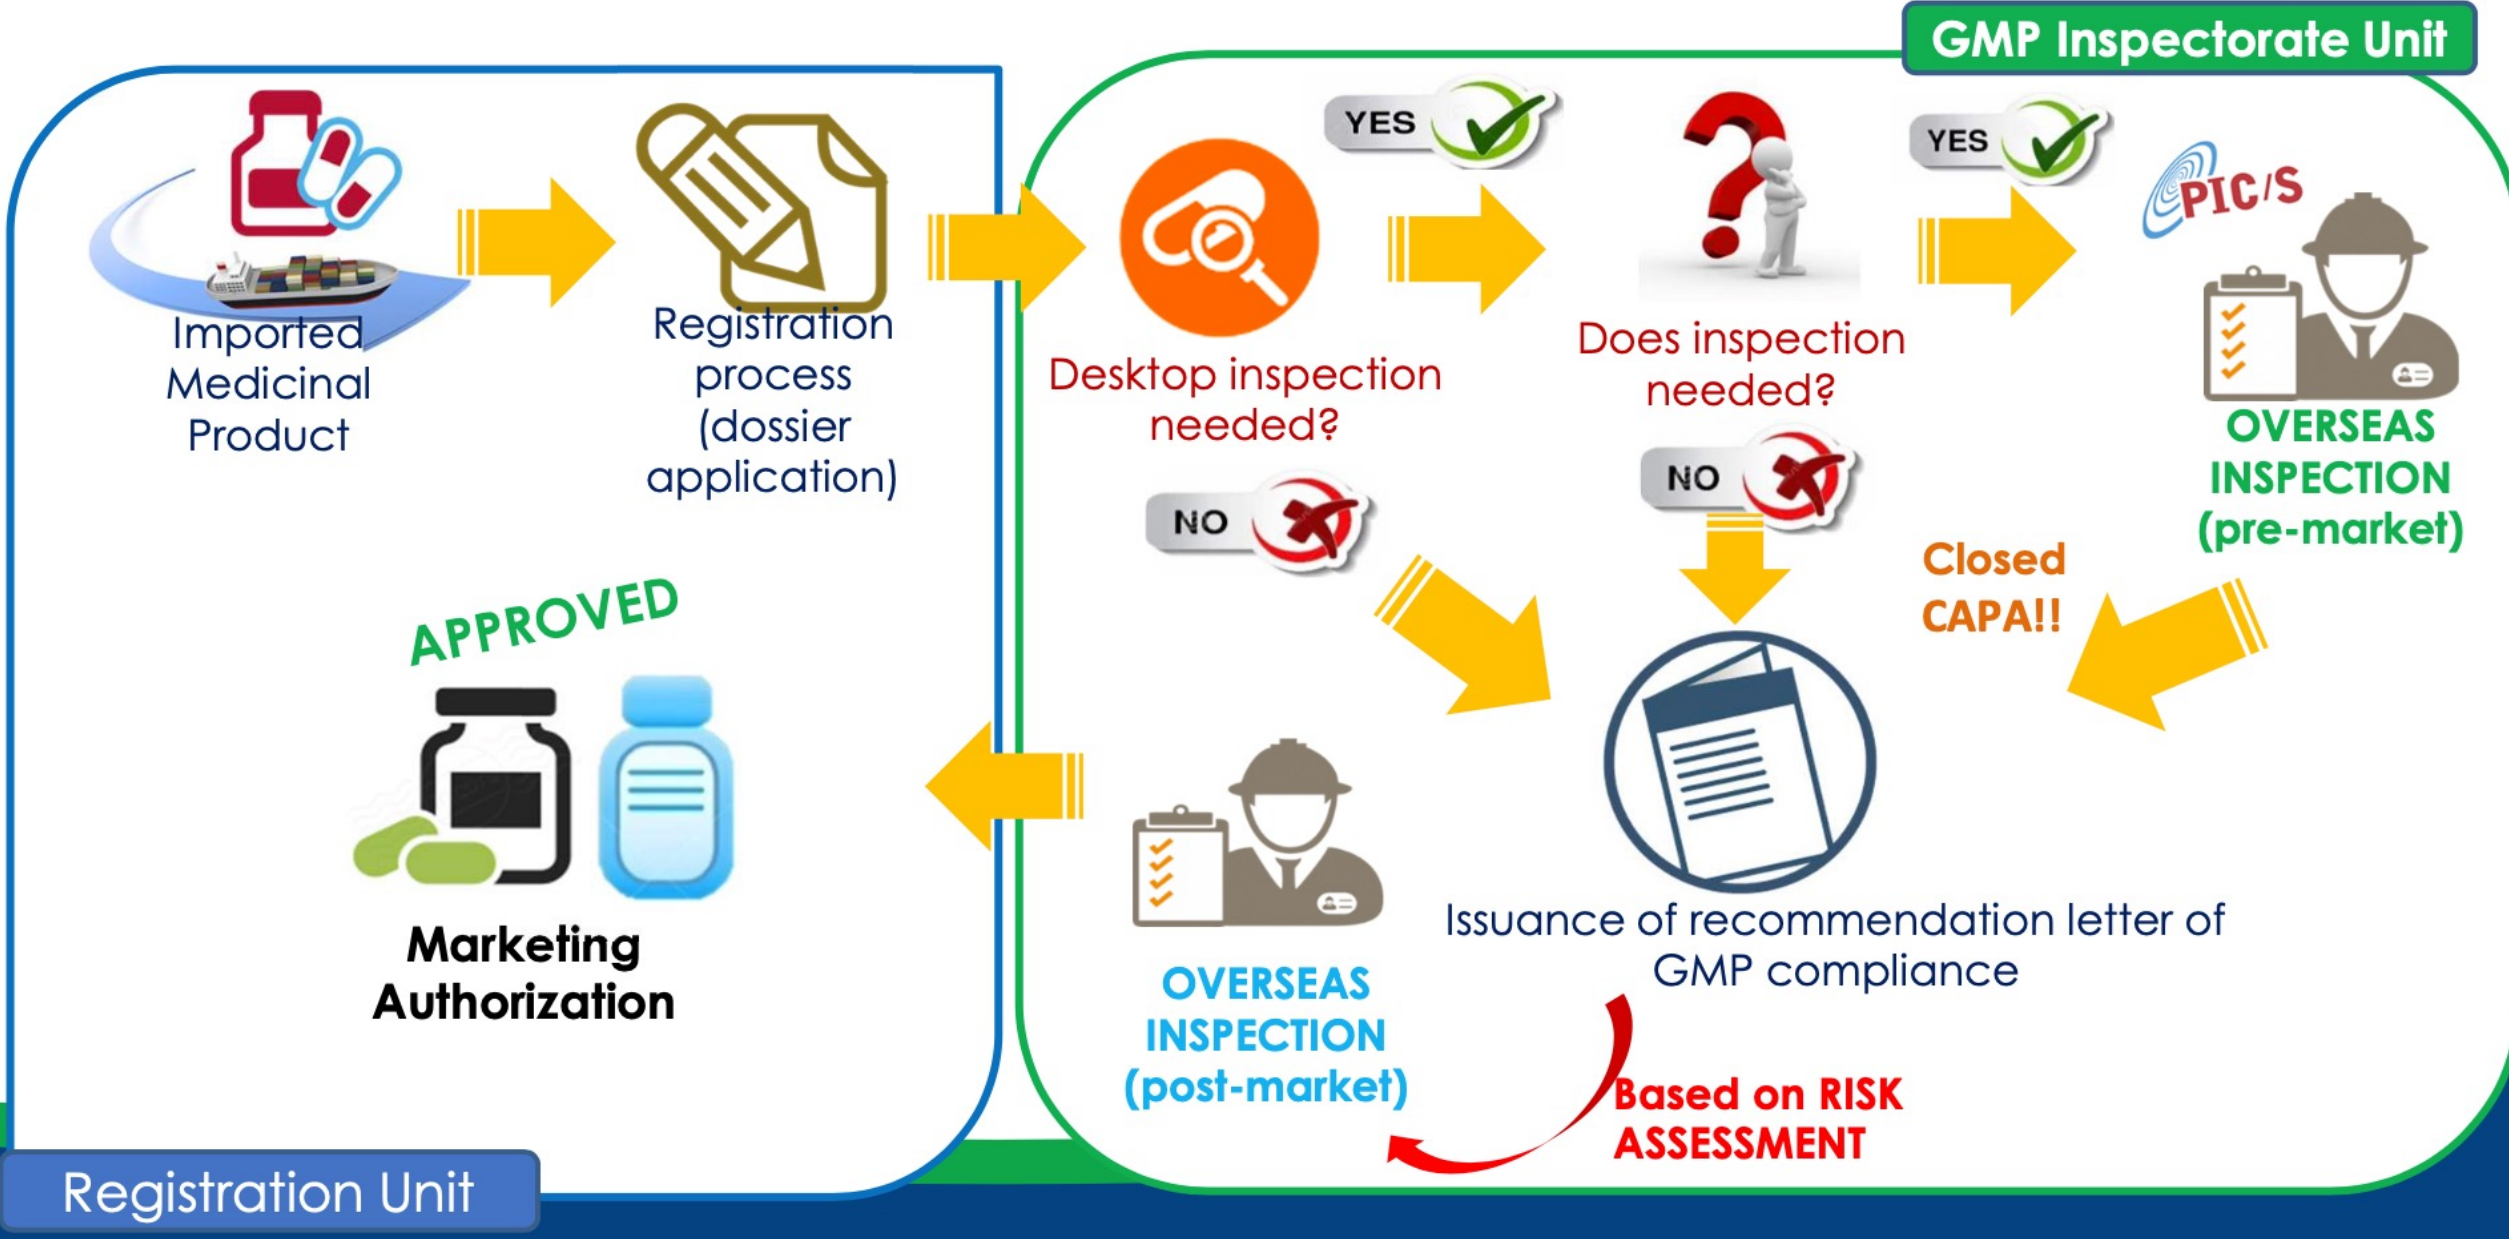 GMP Inspectorate Unit
Imported
Medicinal
Product
Registration
process
(dossier
application)
Desktop inspection
needed?
YES
NO
Does inspection
needed?
YES
NO
PIC/S
OVERSEAS
INSPECTION
(pre-market)
Closed
CAPA!!
Issuance of recommendation letter of
GMP compliance
Based on RISK
ASSESSMENT
OVERSEAS
INSPECTION
(post-market)
APPROVED
Marketing
Authorization
Registration Unit